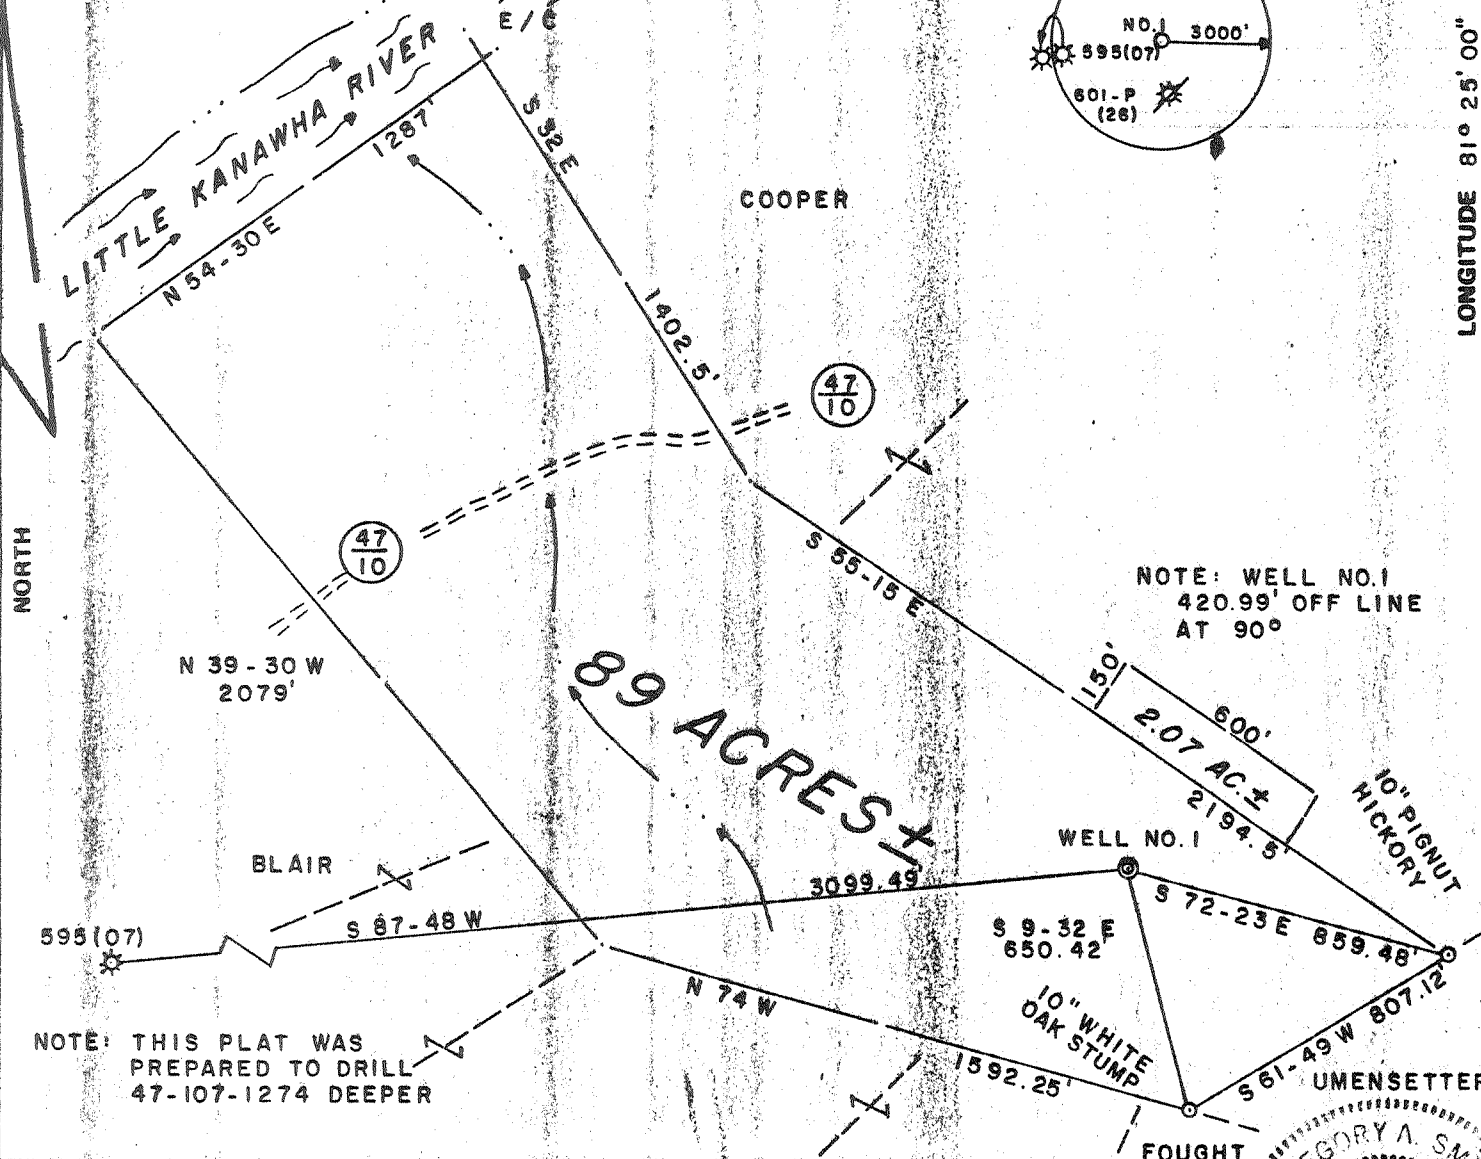 E/C
LITTLE KANAWHA RIVER
N 54-30 E
1287'
S 32 E
1402.5'
COOPER
NO.1
3000'
595(07)
601-P
(26)
LONGITUDE 81° 25' 00"
NORTH
47
10
47
10
S 55-15 E
2194.5'
N 39-30 W
2079'
NOTE: WELL NO.1
420.99' OFF LINE
AT 90°
150'
600'
2.07 AC.±
89 ACRES±
10" PIGNUT
HICKORY
WELL NO.1
BLAIR
595(07)
S 87-48 W
3099.49'
S 72-23 E 859.48'
S 9-32 E
650.42'
N 74 W
1592.25'
10" WHITE
OAK STUMP
S 61-49 W 807.12'
NOTE: THIS PLAT WAS
PREPARED TO DRILL
47-107-1274 DEEPER
UMENSETTER
FOUGHT
EGORY A. SM